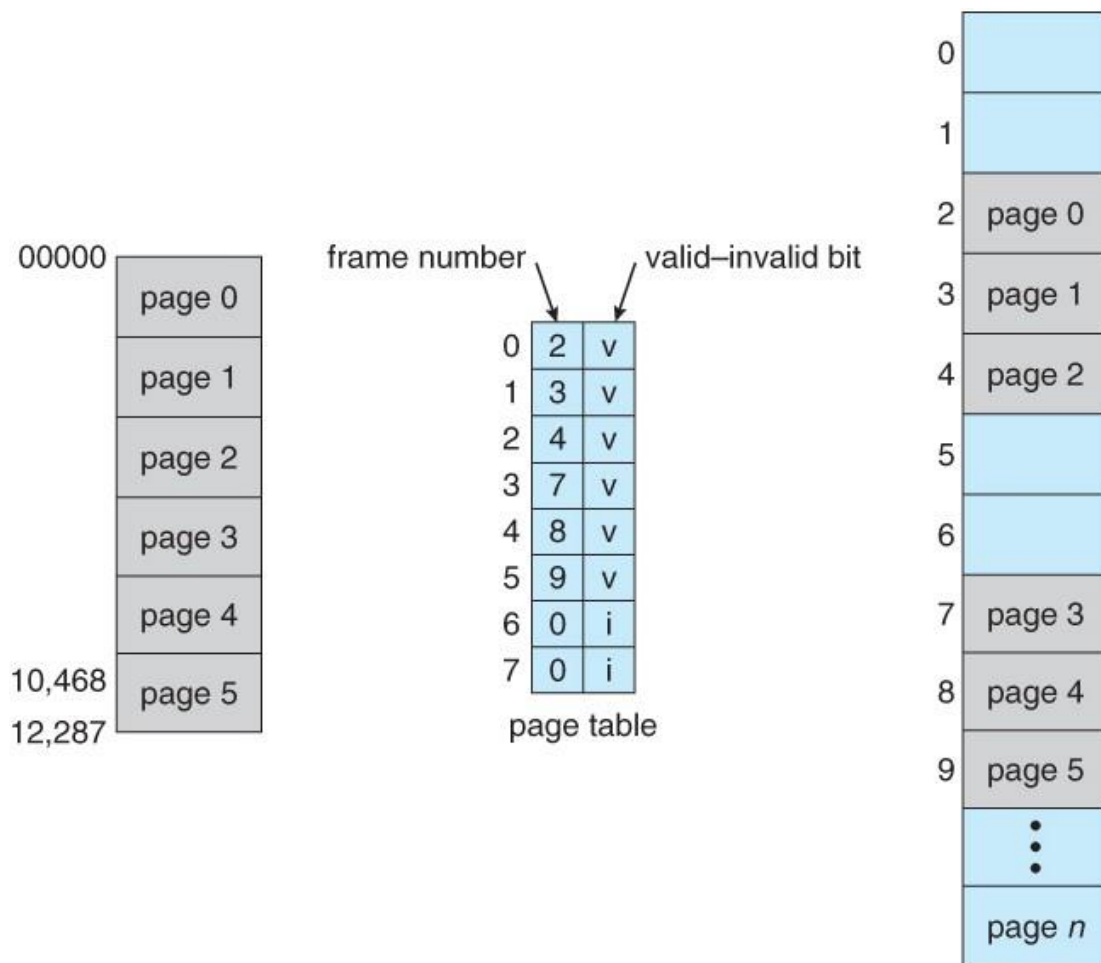 00000
page 0
page 1
page 2
page 3
page 4
page 5
10,468
12,287
frame number
valid–invalid bit
0 2 v
1 3 v
2 4 v
3 7 v
4 8 v
5 9 v
6 0 i
7 0 i
page table
0
1
2 page 0
3 page 1
4 page 2
5
6
7 page 3
8 page 4
9 page 5
page n